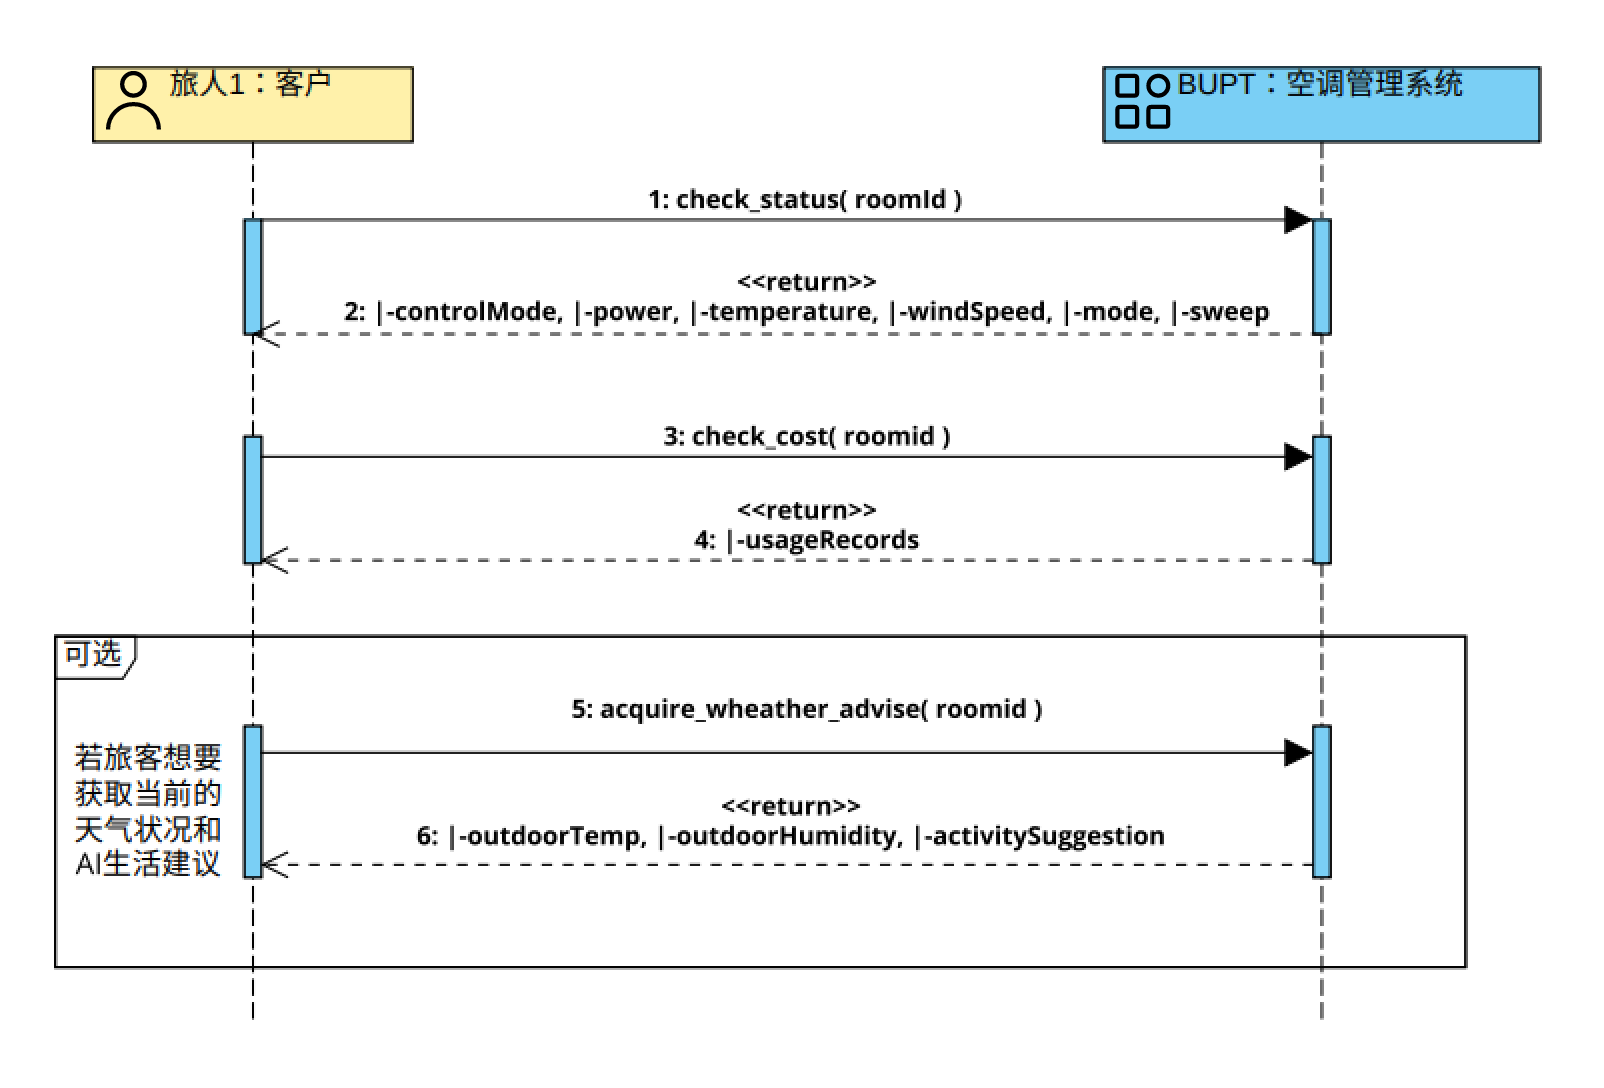 旅人1：客户
BUPT：空调管理系统
1: check_status( roomId )
<<return>>
2: |-controlMode, |-power, |-temperature, |-windSpeed, |-mode, |-sweep
3: check_cost( roomid )
<<return>>
4: |-usageRecords
可选
5: acquire_wheather_advise( roomid )
若旅客想要
获取当前的
天气状况和
AI生活建议
<<return>>
6: |-outdoorTemp, |-outdoorHumidity, |-activitySuggestion